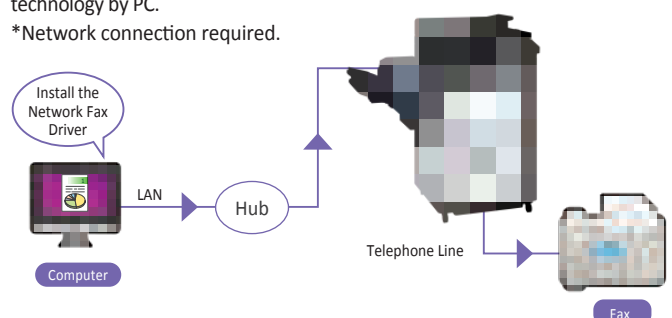 technology by PC.
*Network connection required.
Install the
Network Fax
Driver
LAN
Hub
Computer
Telephone Line
Fax